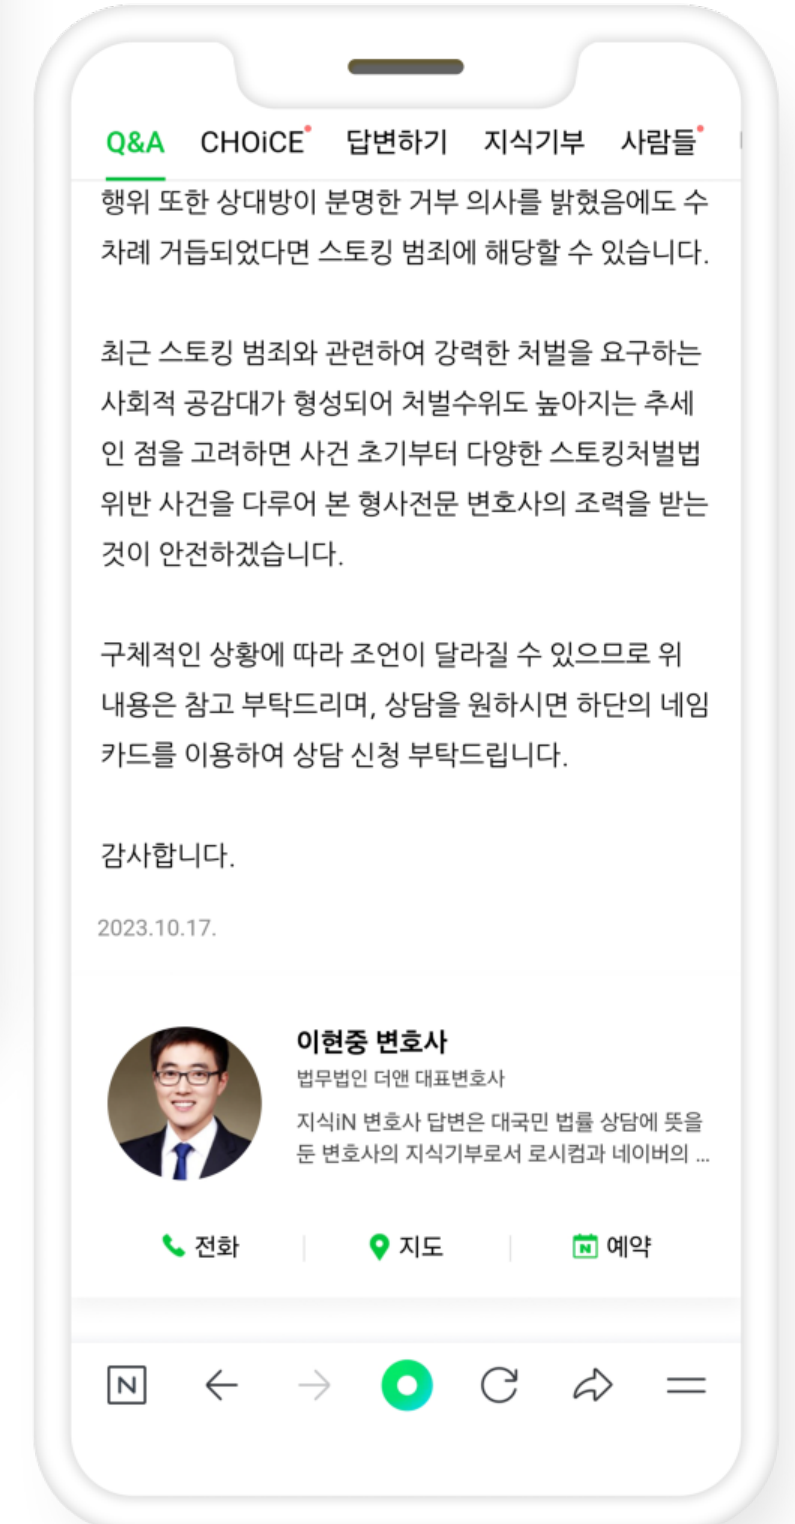 Q&A CHOiCE 답변하기 지식기부 사람들
행위 또한 상대방이 분명한 거부 의사를 밝혔음에도 수
차례 거듭되었다면 스토킹 범죄에 해당할 수 있습니다.
최근 스토킹 범죄와 관련하여 강력한 처벌을 요구하는
사회적 공감대가 형성되어 처벌수위도 높아지는 추세
인 점을 고려하면 사건 초기부터 다양한 스토킹처벌법
위반 사건을 다루어 본 형사전문 변호사의 조력을 받는
것이 안전하겠습니다.
구체적인 상황에 따라 조언이 달라질 수 있으므로 위
내용은 참고 부탁드리며, 상담을 원하시면 하단의 네임
카드를 이용하여 상담 신청 부탁드립니다.
감사합니다.
2023.10.17.
이현중 변호사
법무법인 더앤 대표변호사
지식iN 변호사 답변은 대국민 법률 상담에 뜻을
둔 변호사의 지식기부로서 로시컴과 네이버의 ...
전화 지도 N 예약
N